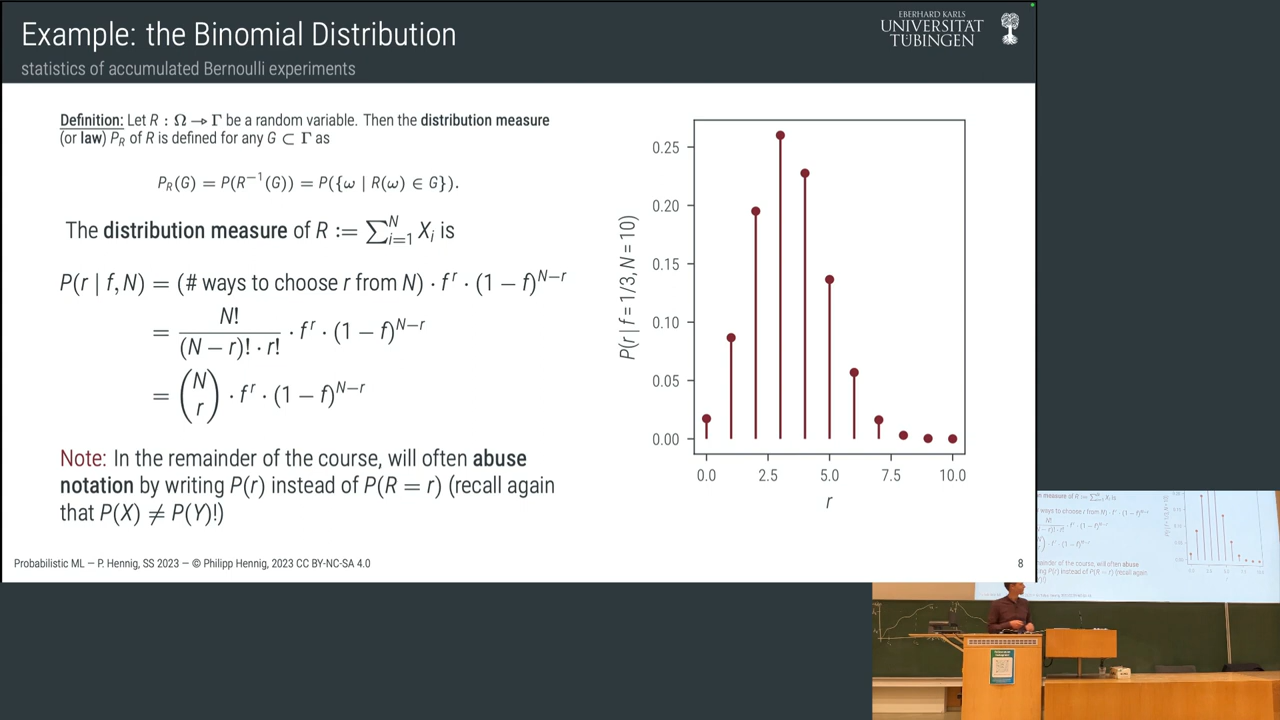 Example: the Binomial Distribution
statistics of accumulated Bernoulli experiments
EBERHARD KARLS
UNIVERSITÄT
TÜBINGEN
Definition: Let R : Ω → Γ be a random variable. Then the distribution measure
(or law) P_R of R is defined for any G ⊂ Γ as
P_R(G) = P(R⁻¹(G)) = P({ω | R(ω) ∈ G}).
The distribution measure of R := ∑_{i=1}^{N} X_i is
P(r | f, N) = (# ways to choose r from N) · f^r · (1 − f)^{N−r}
= N! / ((N − r)! · r!) · f^r · (1 − f)^{N−r}
= (N r) · f^r · (1 − f)^{N−r}
Note: In the remainder of the course, will often abuse
notation by writing P(r) instead of P(R = r) (recall again
that P(X) ≠ P(Y)!)
P(r | f = 1/3, N = 10)
0.25
0.20
0.15
0.10
0.05
0.00
0.0 2.5 5.0 7.5 10.0
r
Probabilistic ML — P. Hennig, SS 2023 — © Philipp Hennig, 2023 CC BY-NC-SA 4.0
8